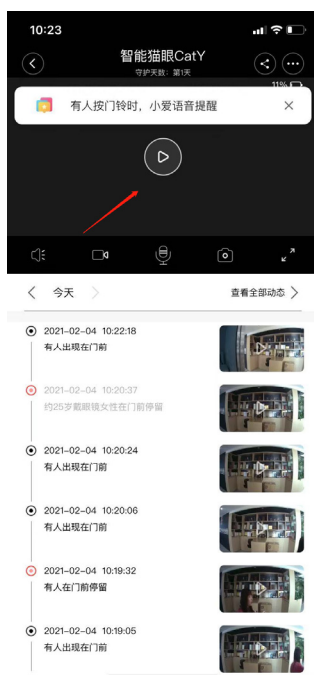 10:23
智能猫眼CatY
守护天数：第1天
11%
有人按门铃时，小爱语音提醒
今天
查看全部动态
2021-02-04 10:22:18
有人出现在门前
2021-02-04 10:20:37
约25岁戴眼镜女性在门前停留
2021-02-04 10:20:24
有人出现在门前
2021-02-04 10:20:06
有人出现在门前
2021-02-04 10:19:32
有人在门前停留
2021-02-04 10:19:05
有人出现在门前